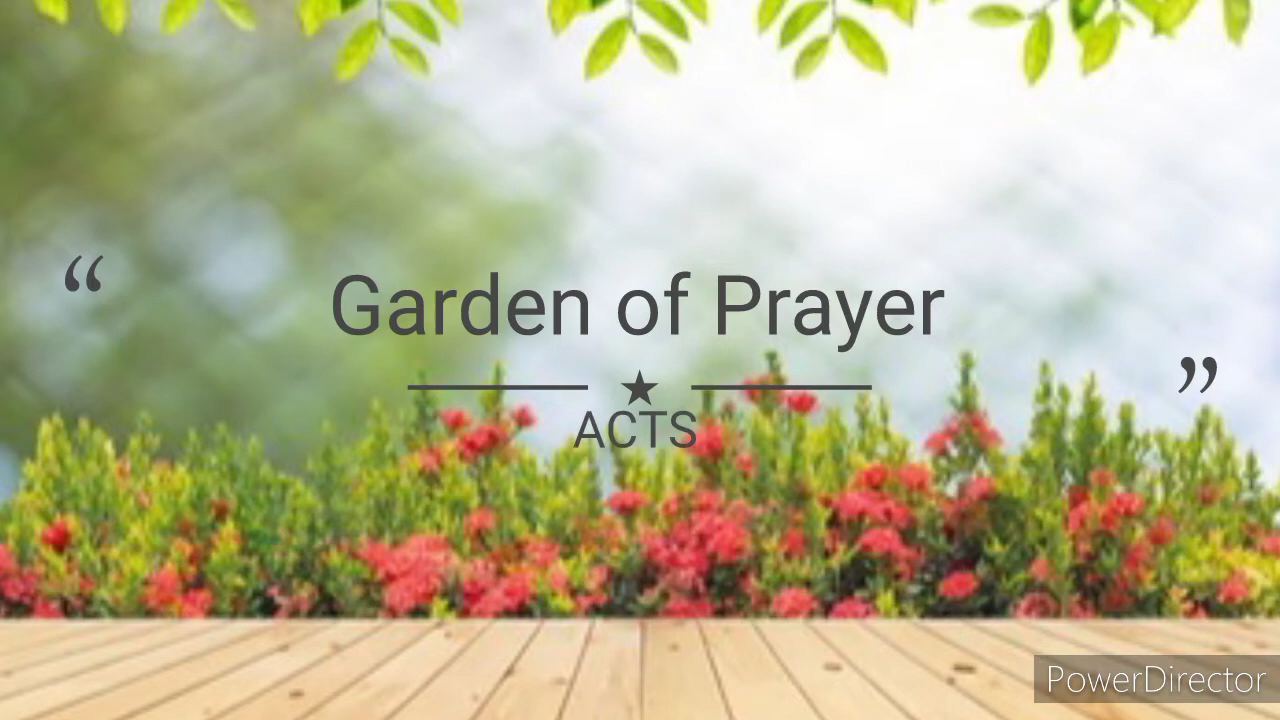 “
Garden of Prayer
”
★
ACTS
PowerDirector